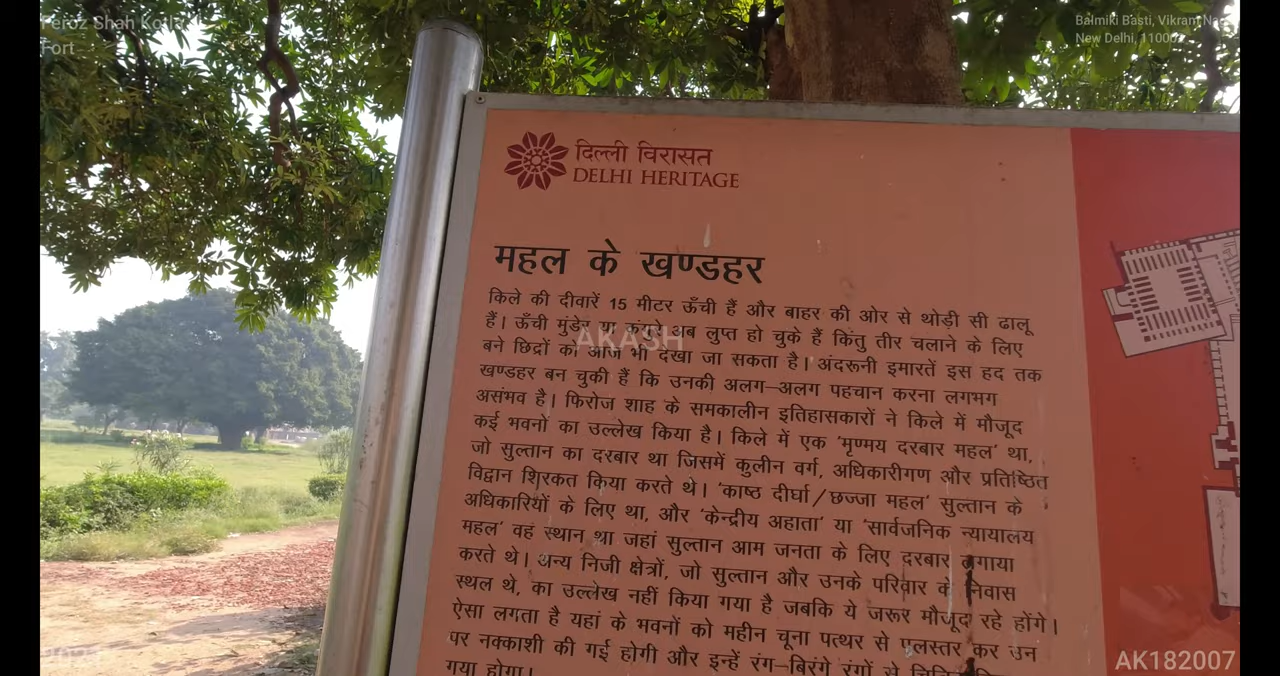 Feroz Shah Kotla
Fort
Balmiki Basti, Vikram Nagar
New Delhi, 110002
दिल्ली विरासत
DELHI HERITAGE
महल के खण्डहर
किले की दीवारें 15 मीटर ऊँची हैं और बाहर की ओर से थोड़ी सी ढालू
हैं। ऊँची मुंडेर या कंगूरे अब लुप्त हो चुके हैं किंतु तीर चलाने के लिए
बने छिद्रों को आज भी देखा जा सकता है। अंदरूनी इमारतें इस हद तक
खण्डहर बन चुकी हैं कि उनकी अलग–अलग पहचान करना लगभग
असंभव है। फिरोज शाह के समकालीन इतिहासकारों ने किले में मौजूद
कई भवनों का उल्लेख किया है। किले में एक 'मृण्मय दरबार महल' था,
जो सुल्तान का दरबार था जिसमें कुलीन वर्ग, अधिकारीगण और प्रतिष्ठित
विद्वान शिरकत किया करते थे। 'काष्ठ दीर्घा/छज्जा महल' सुल्तान के
अधिकारियों के लिए था, और 'केन्द्रीय अहाता' या 'सार्वजनिक न्यायालय
महल' वह स्थान था जहां सुल्तान आम जनता के लिए दरबार लगाया
करते थे। अन्य निजी क्षेत्रों, जो सुल्तान और उनके परिवार के निवास
स्थल थे, का उल्लेख नहीं किया गया है जबकि ये जरूर मौजूद रहे होंगे।
ऐसा लगता है यहां के भवनों को महीन चूना पत्थर से पलस्तर कर उन
पर नक्काशी की गई होगी और इन्हें रंग–बिरंगे रंगों से
गया होगा।
AKASH
AK182007